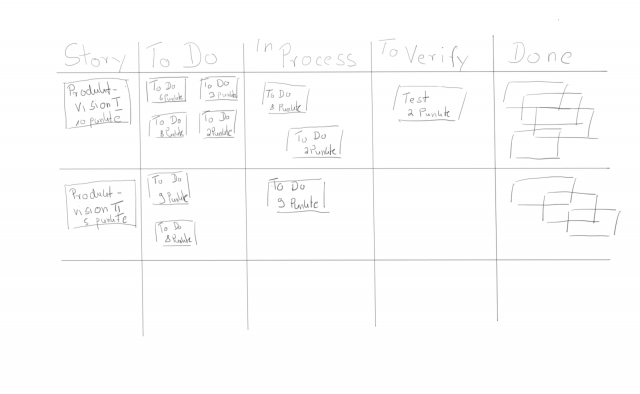 Story To Do In Process To Verify Done
Produkt-
vision I
10 Punkte
To Do
6 Punkte
To Do
2 Punkte
To Do
8 Punkte
To Do
2 Punkte
To Do
8 Punkte
To Do
2 Punkte
Test
2 Punkte
Produkt-
vision II
5 Punkte
To Do
9 Punkte
To Do
8 Punkte
To Do
9 Punkte